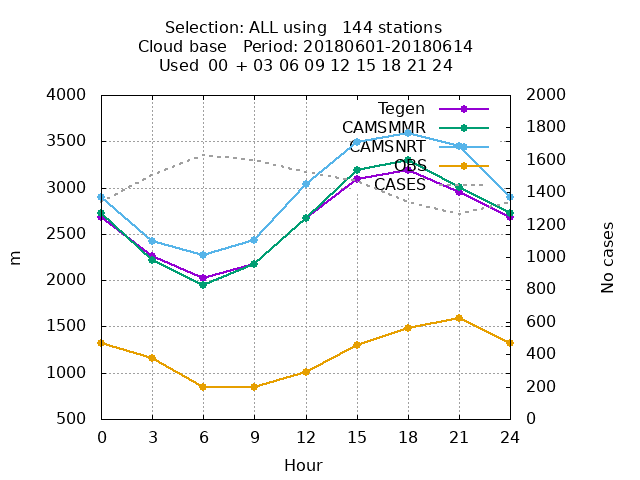 Selection: ALL using   144 stations
Cloud base   Period: 20180601-20180614
Used  00 + 03 06 09 12 15 18 21 24
4000
3500
3000
2500
2000
1500
1000
500
2000
1800
1600
1400
1200
1000
800
600
400
200
0
Tegen
CAMSMMR
CAMSNRT
OBS
CASES
m
No cases
0 3 6 9 12 15 18 21 24
Hour